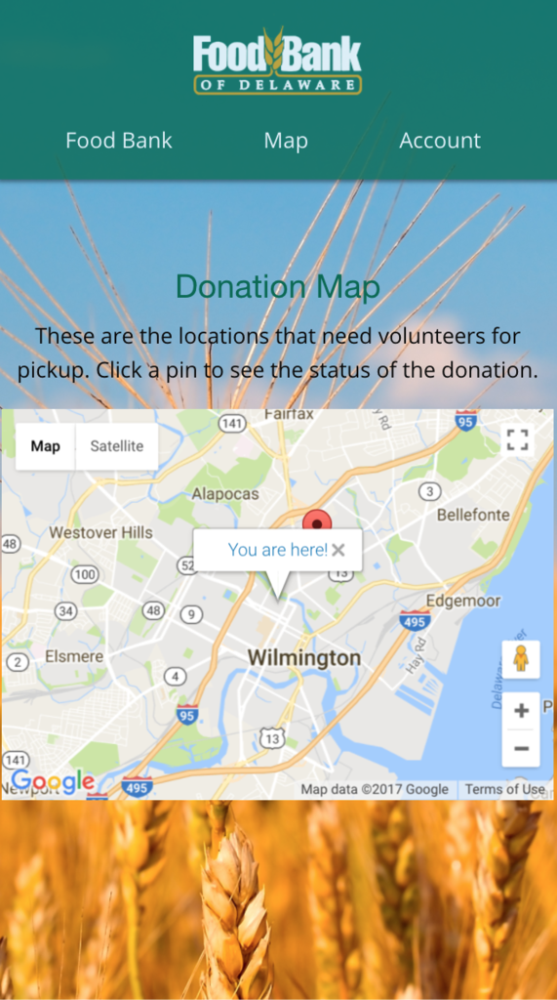 Food Bank
OF DELAWARE
Food Bank
Map
Account
Donation Map
These are the locations that need volunteers for
pickup. Click a pin to see the status of the donation.
Fairfax
141
y Rd
95
Map
Satellite
3
Alapocas
Bellefonte
Westover Hills
48
You are here!
52
13
100
34
48
9
Edgemoor
495
Elsmere
Wilmington
Hay Rd
2
4
95
13
141
Newport
Google
495
Map data ©2017 Google
Terms of Use